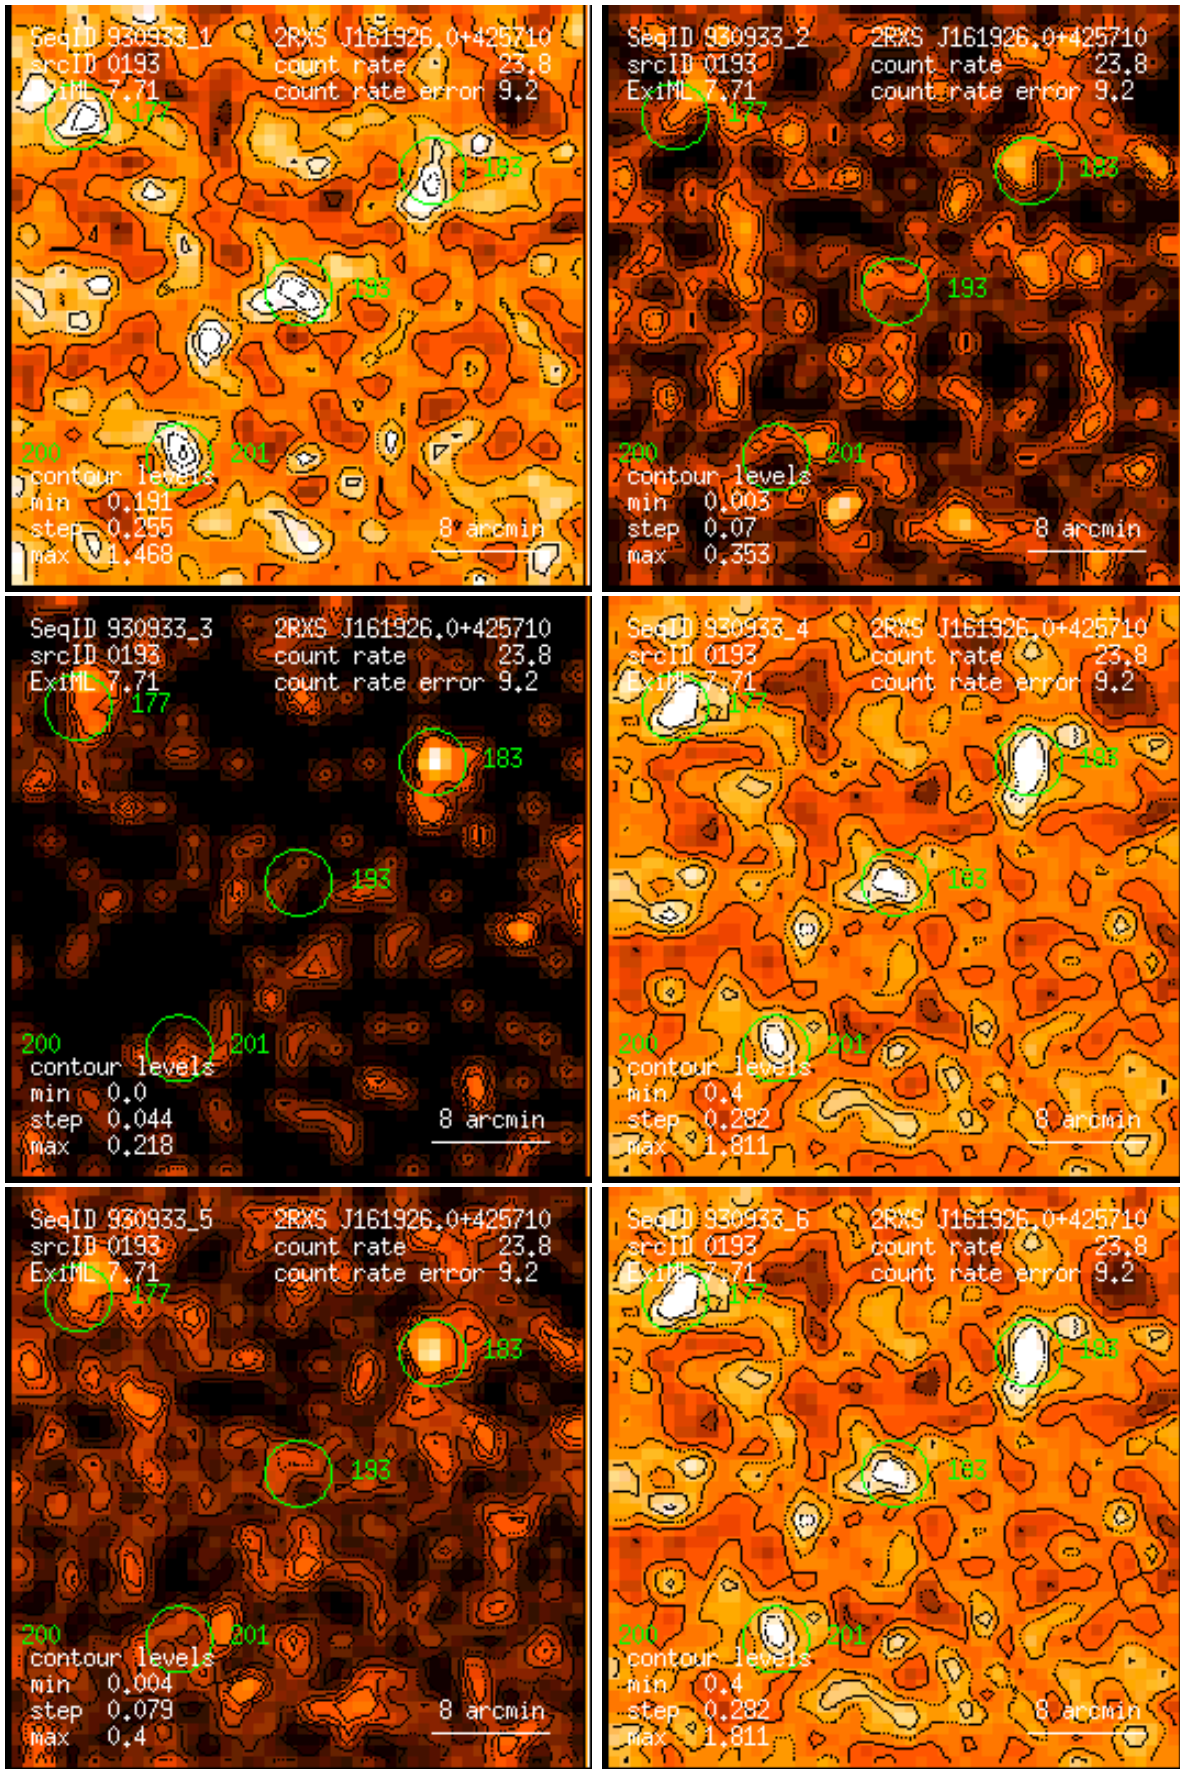 SeqID 930933_1 2RXS J161926.0+425710
srcID 0193 count rate 23.8
ExiML 7.71 count rate error 9.2
177
183
193
200 201
contour levels
min 0.191
step 0.255 8 arcmin
max 1.468
SeqID 930933_2 2RXS J161926.0+425710
srcID 0193 count rate 23.8
ExiML 7.71 count rate error 9.2
177
183
193
200 201
contour levels
min 0.003
step 0.07 8 arcmin
max 0.353
SeqID 930933_3 2RXS J161926.0+425710
srcID 0193 count rate 23.8
ExiML 7.71 count rate error 9.2
177
183
193
200 201
contour levels
min 0.0
step 0.044 8 arcmin
max 0.218
SeqID 930933_4 2RXS J161926.0+425710
srcID 0193 count rate 23.8
ExiML 7.71 count rate error 9.2
177
183
193
200 201
contour levels
min 0.4
step 0.282 8 arcmin
max 1.811
SeqID 930933_5 2RXS J161926.0+425710
srcID 0193 count rate 23.8
ExiML 7.71 count rate error 9.2
177
183
193
200 201
contour levels
min 0.004
step 0.079 8 arcmin
max 0.4
SeqID 930933_6 2RXS J161926.0+425710
srcID 0193 count rate 23.8
ExiML 7.71 count rate error 9.2
177
183
193
200 201
contour levels
min 0.4
step 0.282 8 arcmin
max 1.811